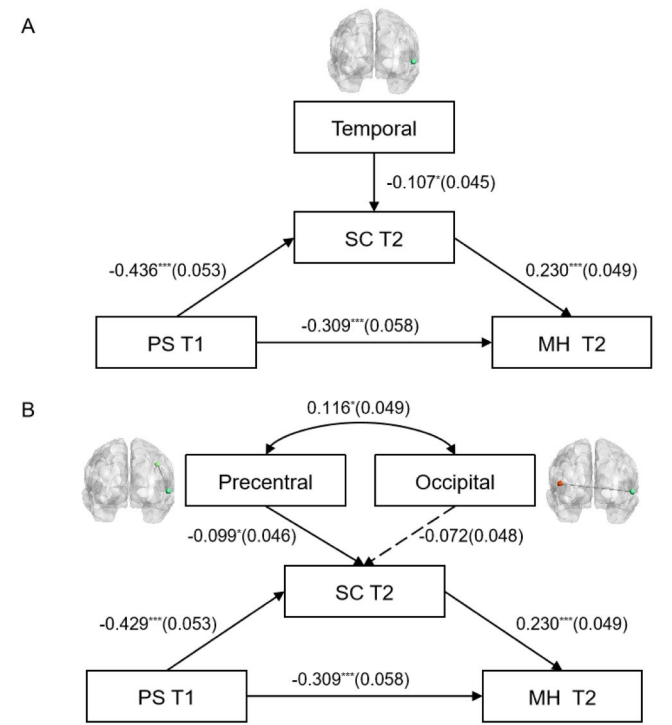 A
Temporal
-0.107*(0.045)
SC T2
-0.436***(0.053)
0.230***(0.049)
-0.309***(0.058)
PS T1
MH T2
B
0.116*(0.049)
Precentral
Occipital
-0.099*(0.046)
-0.072(0.048)
SC T2
-0.429***(0.053)
0.230***(0.049)
-0.309***(0.058)
PS T1
MH T2